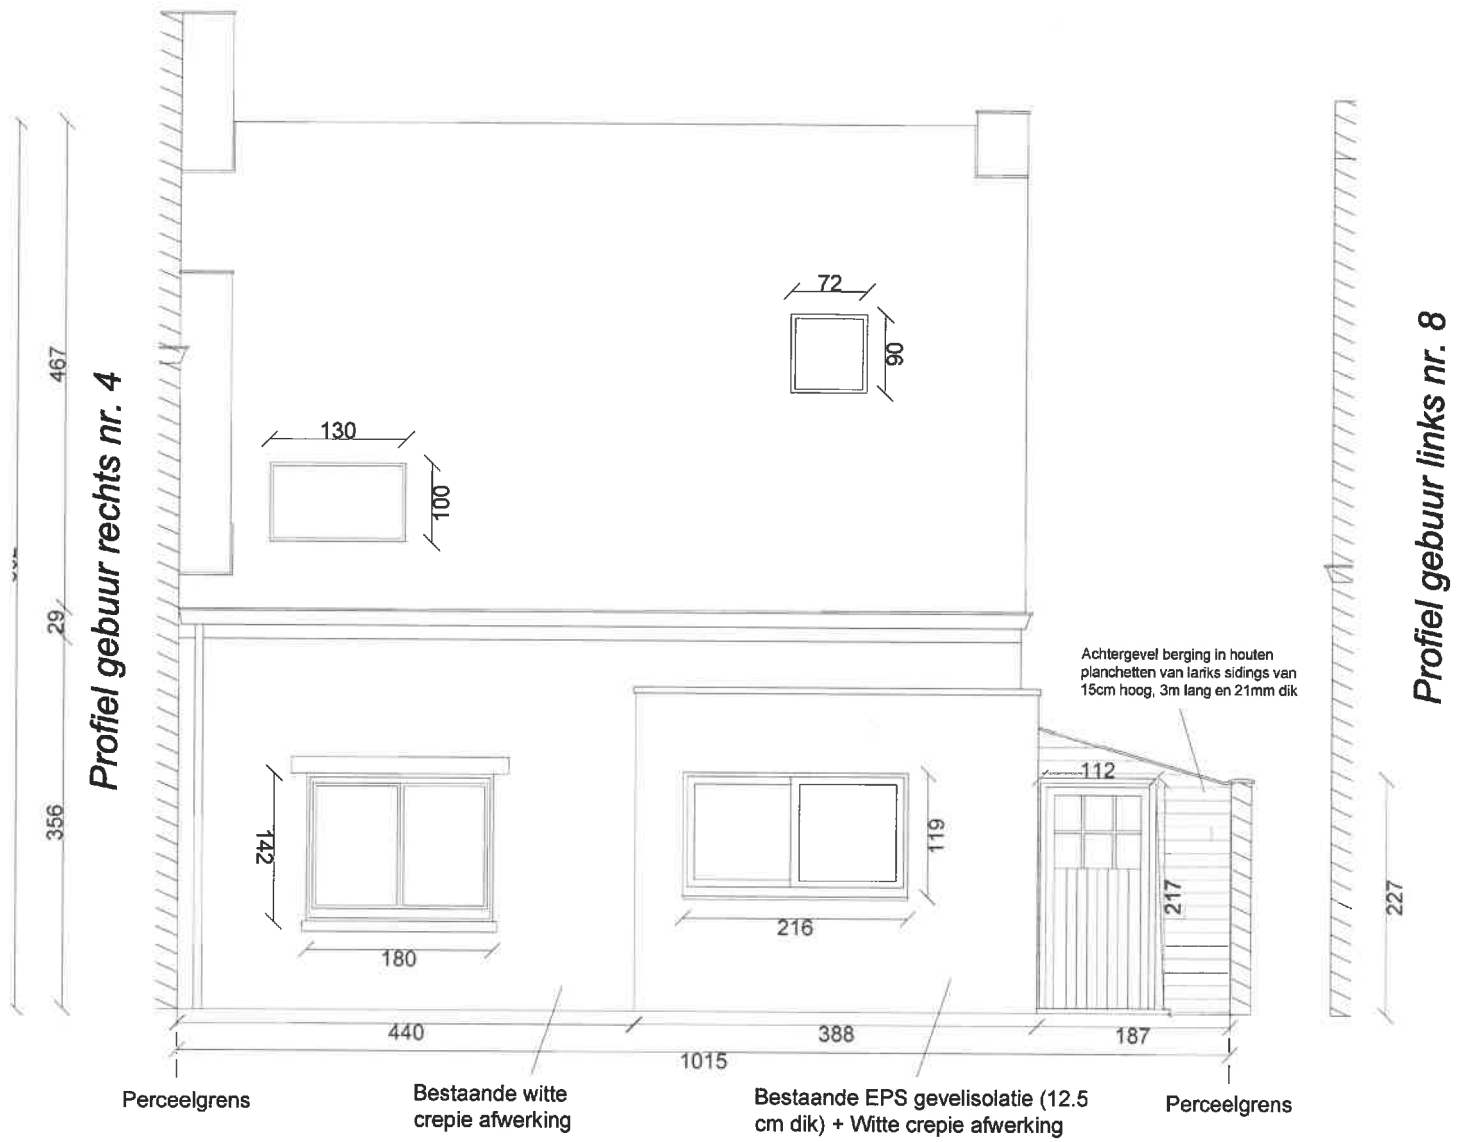 72
90
467
130
100
Profiel gebuur rechts nr. 4
Profiel gebuur links nr. 8
29
Achtergevel berging in houten
planchetten van lariks sidings van
15cm hoog, 3m lang en 21mm dik
112
356
142
119
217
227
216
180
440
388
187
1015
Perceelgrens
Bestaande witte
crepie afwerking
Bestaande EPS gevelisolatie (12.5
cm dik) + Witte crepie afwerking
Perceelgrens